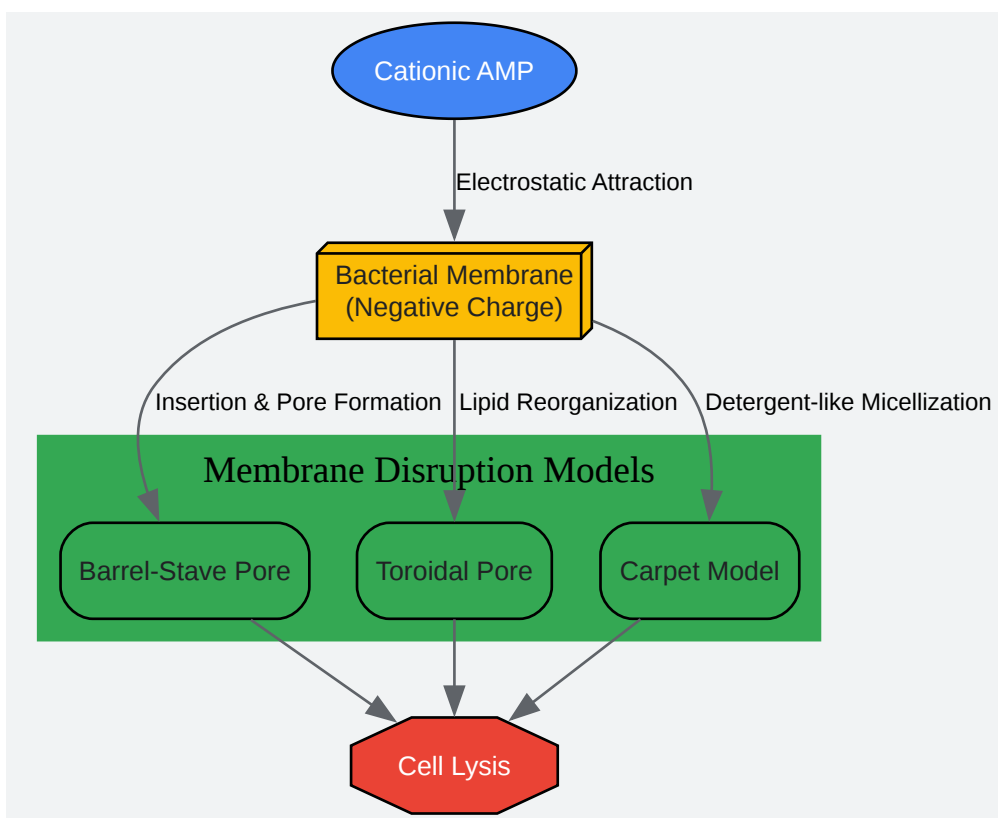 Cationic AMP
Electrostatic Attraction
Bacterial Membrane
(Negative Charge)
Insertion & Pore Formation
Lipid Reorganization
Detergent-like Micellization
Membrane Disruption Models
Barrel-Stave Pore
Toroidal Pore
Carpet Model
Cell Lysis